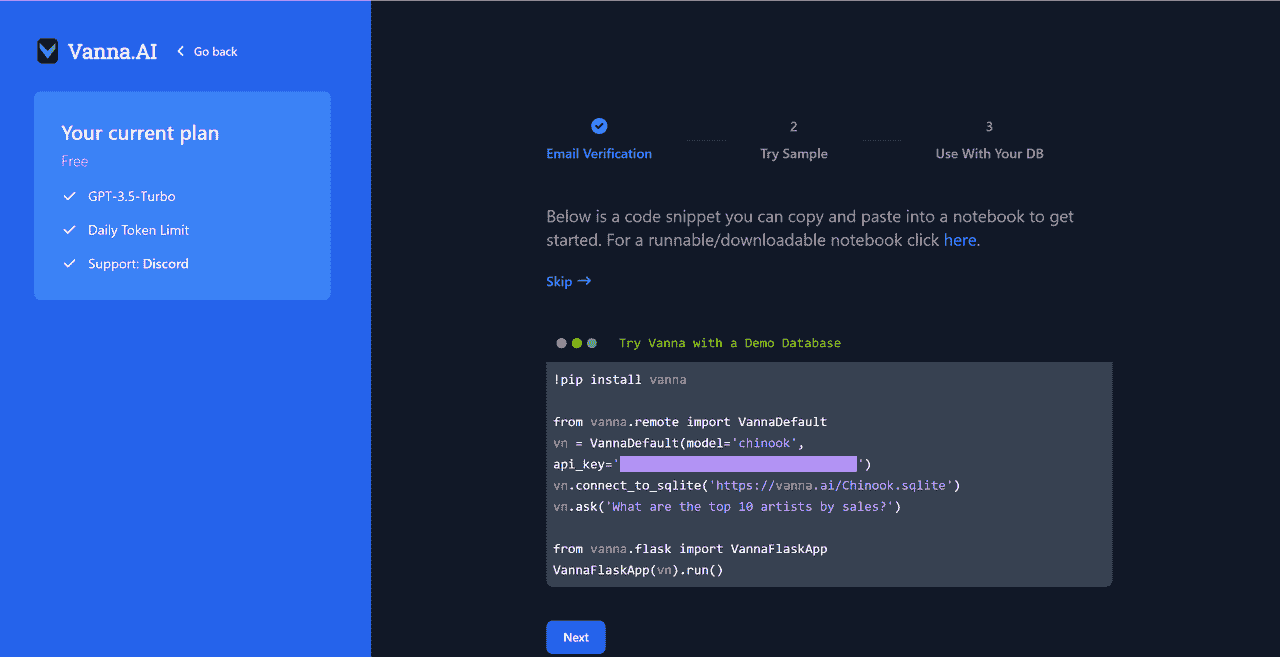 Vanna.AI
Go back
Your current plan
Free
GPT-3.5-Turbo
Daily Token Limit
Support: Discord
2
3
Email Verification
Try Sample
Use With Your DB
Below is a code snippet you can copy and paste into a notebook to get
started. For a runnable/downloadable notebook click here.
Skip →
Try Vanna with a Demo Database
!pip install vanna
from vanna.remote import VannaDefault
vn = VannaDefault(model='chinook',
api_key='')
vn.connect_to_sqlite('https://vanna.ai/Chinook.sqlite')
vn.ask('What are the top 10 artists by sales?')
from vanna.flask import VannaFlaskApp
VannaFlaskApp(vn).run()
Next